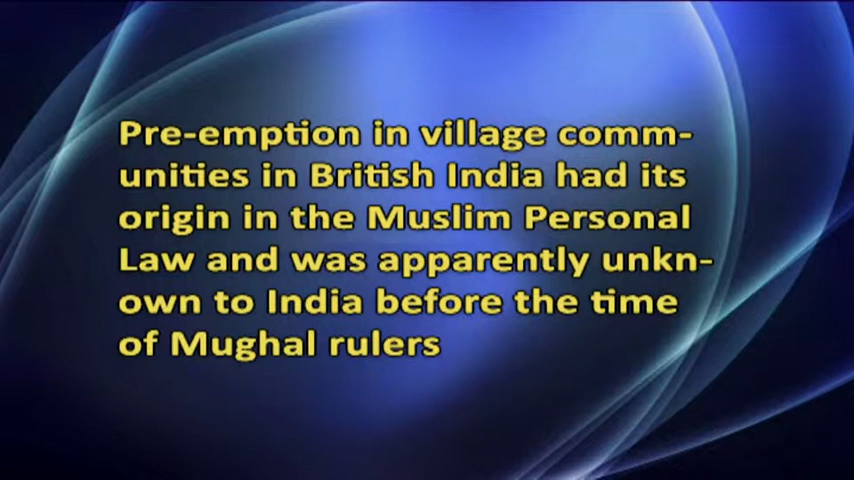 Pre-emption in village comm-
unities in British India had its
origin in the Muslim Personal
Law and was apparently unkn-
own to India before the time
of Mughal rulers